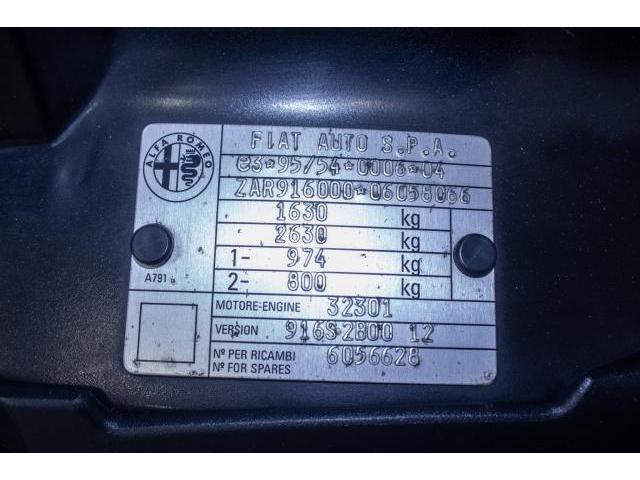 ALFA ROMEO
FIAT AUTO S.P.A.
e3*95/54*0006*04
ZAR916000*06058066
1630 kg
2630 kg
1- 974 kg
2- 800 kg
A791
MOTORE-ENGINE 32301
VERSION 916S2B00 12
Nº PER RICAMBI 6056628
Nº FOR SPARES